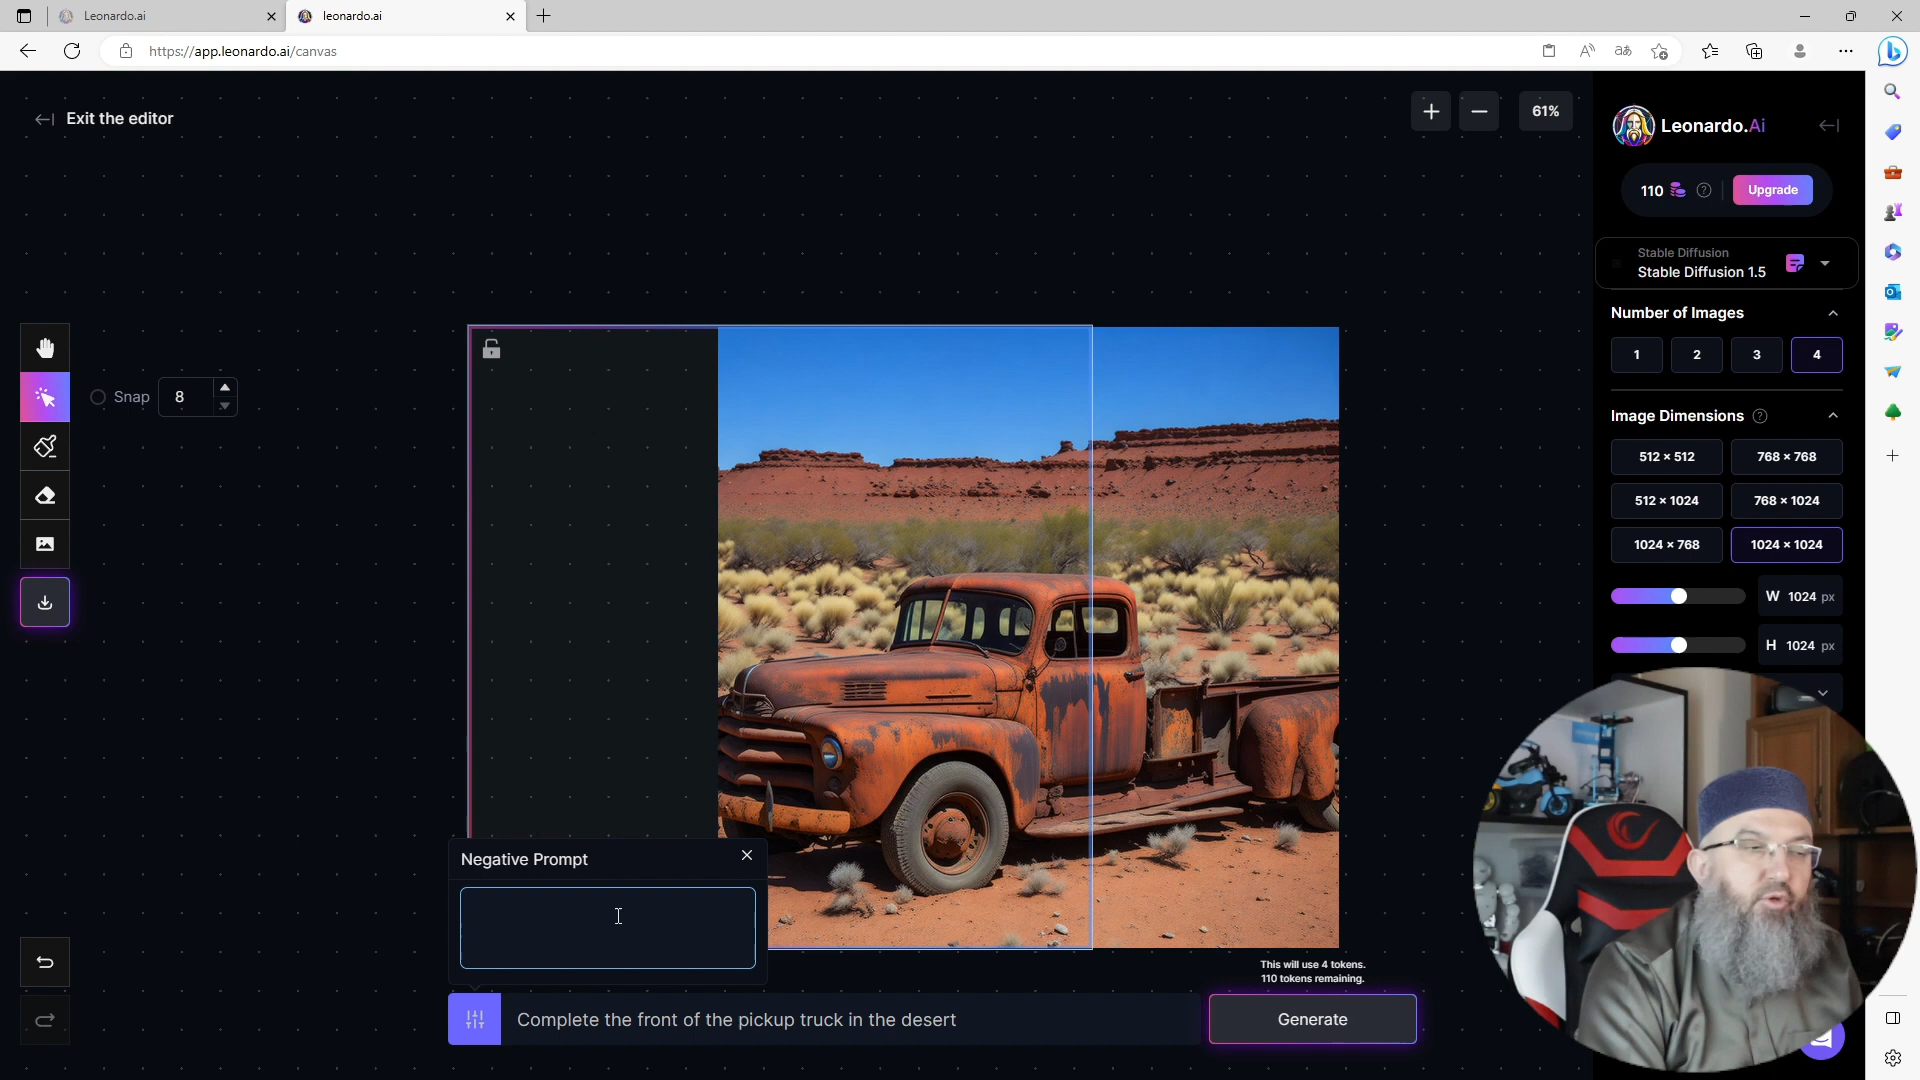 Leonardo.ai
leonardo.ai
https://app.leonardo.ai/canvas
Exit the editor
61%
Leonardo.Ai
110
Upgrade
Stable Diffusion
Stable Diffusion 1.5
Number of Images
1 2 3 4
Snap 8
Image Dimensions
512 × 512 768 × 768
512 × 1024 768 × 1024
1024 × 768 1024 × 1024
W 1024 px
H 1024 px
Negative Prompt
This will use 4 tokens.
110 tokens remaining.
Complete the front of the pickup truck in the desert
Generate